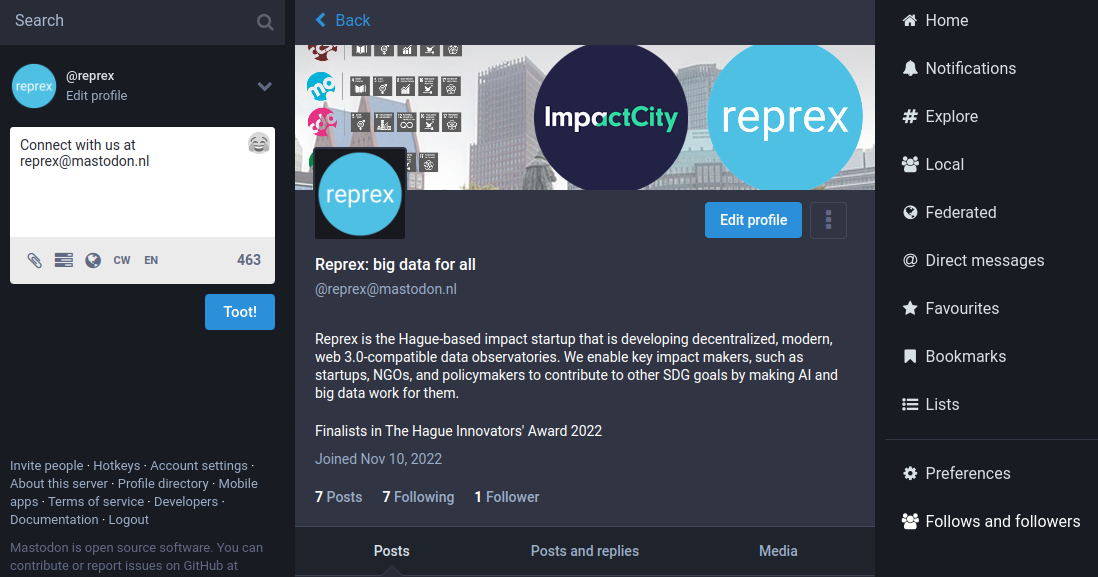 Search
@reprex
Edit profile
reprex
Connect with us at
reprex@mastodon.nl
CW
EN
463
Toot!
Invite people · Hotkeys · Account settings ·
About this server · Profile directory · Mobile
apps · Terms of service · Developers ·
Documentation · Logout
Mastodon is open source software. You can
contribute or report issues on GitHub at
Back
ImpactCity
reprex
reprex
Edit profile
Reprex: big data for all
@reprex@mastodon.nl
Reprex is the Hague-based impact startup that is developing decentralized, modern,
web 3.0-compatible data observatories. We enable key impact makers, such as
startups, NGOs, and policymakers to contribute to other SDG goals by making AI and
big data work for them.
Finalists in The Hague Innovators' Award 2022
Joined Nov 10, 2022
7 Posts 7 Following 1 Follower
Posts Posts and replies Media
Home
Notifications
# Explore
Local
Federated
@ Direct messages
Favourites
Bookmarks
Lists
Preferences
Follows and followers